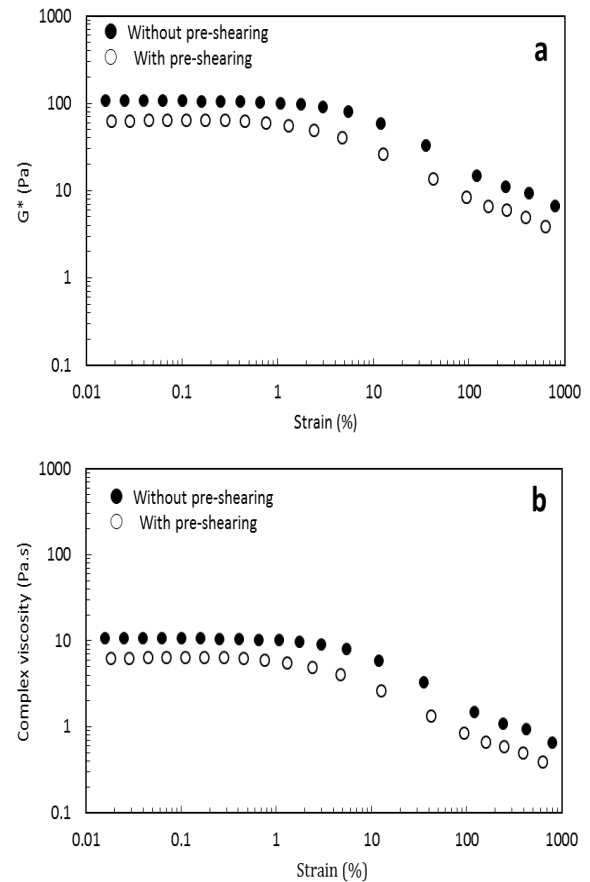 1000
Without pre-shearing
With pre-shearing
a
100
10
1
0.1
G* (Pa)
0.01 0.1 1 10 100 1000
Strain (%)
1000
Without pre-shearing
With pre-shearing
b
100
10
1
0.1
Complex viscosity (Pa.s)
0.01 0.1 1 10 100 1000
Strain (%)